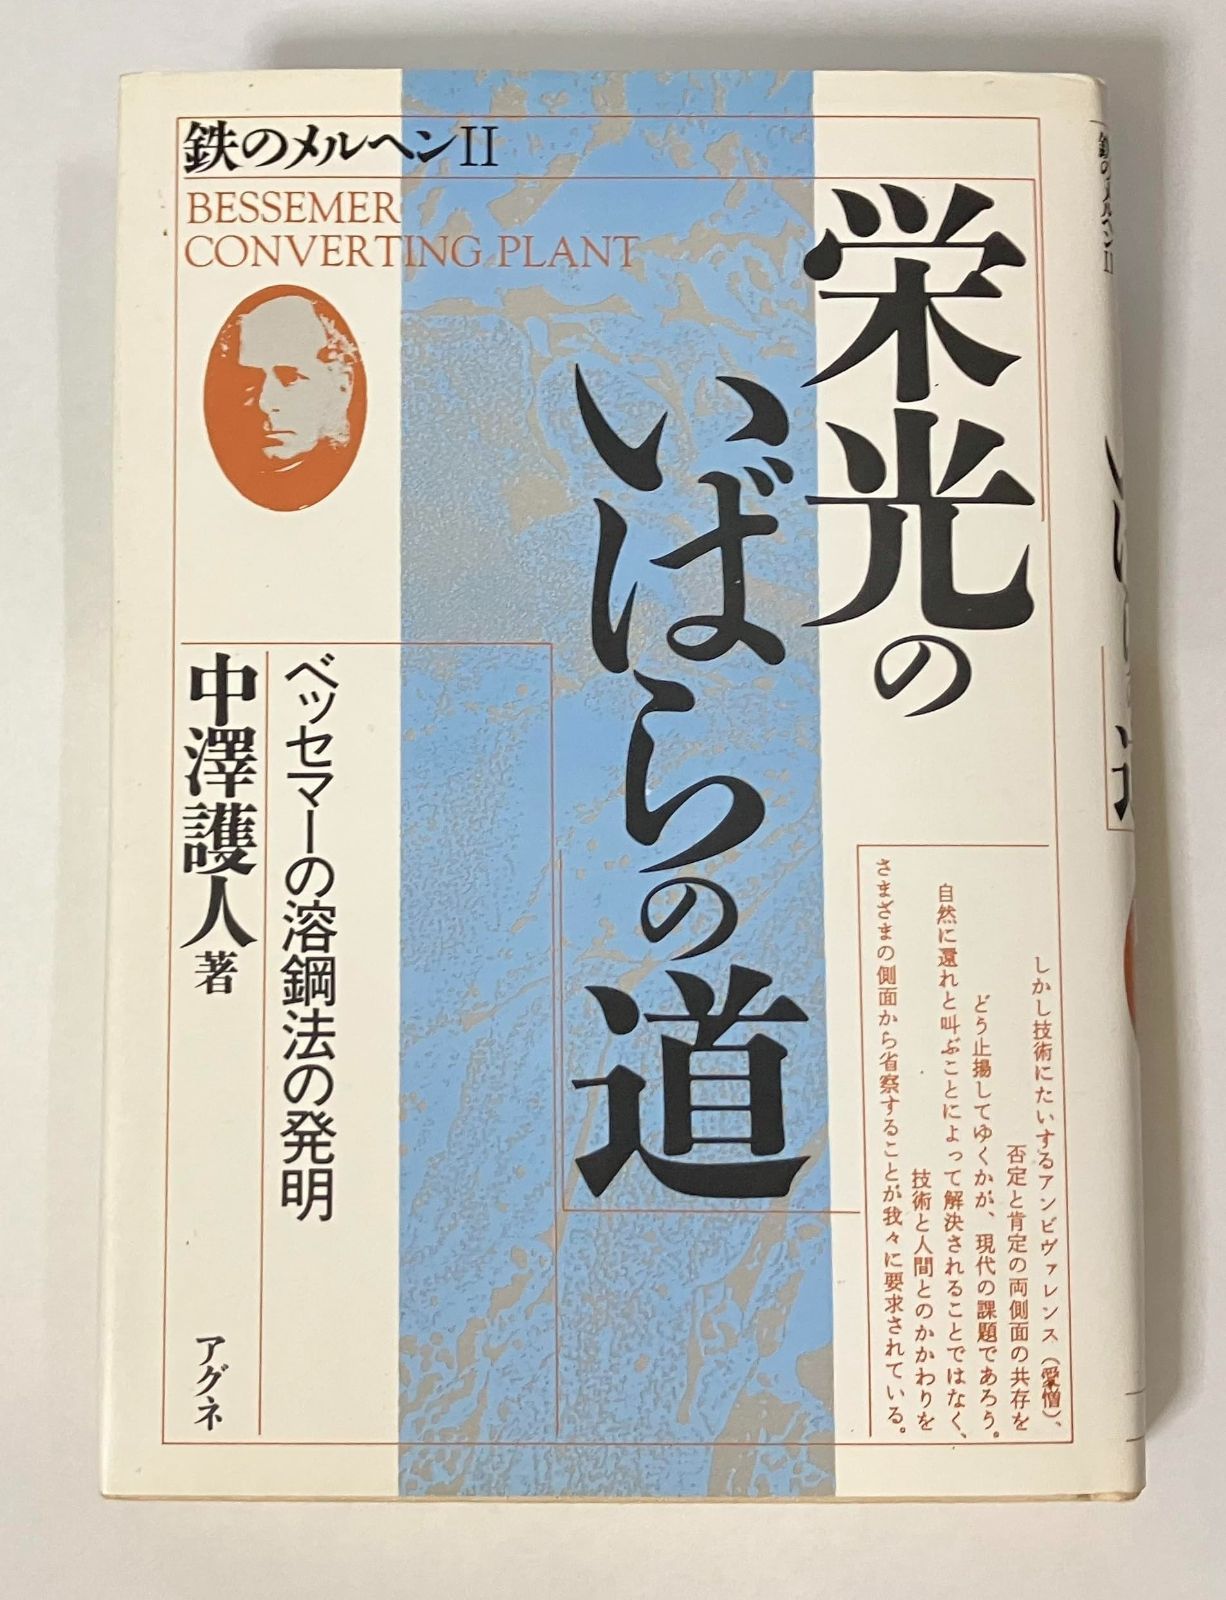 鉄のメルヘンII
BESSEMER
CONVERTING PLANT
栄光の
いばらの道
ベッセマーの溶鋼法の発明
中澤護人著
アグネ
しかし技術にたいするアンビヴァレンス(愛憎)、
否定と肯定の両側面の共存を
どう止揚してゆくかが、現代の課題であろう。
自然に還れと叫ぶことによって解決されることではなく、
技術と人間とのかかわりを
さまざまの側面から省察することが我々に要求されている。
鉄のメルヘンII